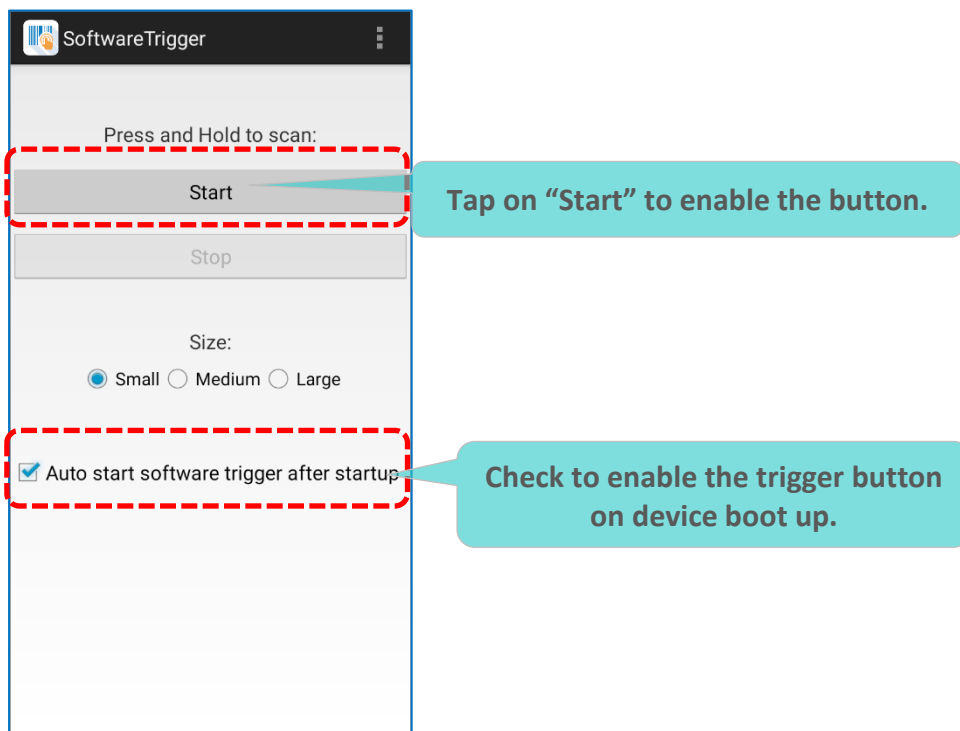 SoftwareTrigger
Press and Hold to scan:
Start
Tap on “Start” to enable the button.
Stop
Size:
Small Medium Large
Auto start software trigger after startup
Check to enable the trigger button
on device boot up.